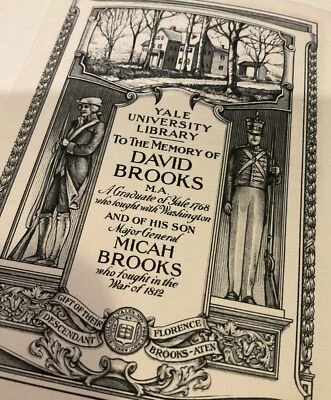 YALE
UNIVERSITY
LIBRARY
TO THE MEMORY OF
DAVID
BROOKS
M.A.
A Graduate of Yale 1768
who fought with Washington
AND OF HIS SON
Major General
MICAH
BROOKS
who fought in the
War of 1812
GIFT OF THEIR
DESCENDANT
FLORENCE
BROOKS-ATEN